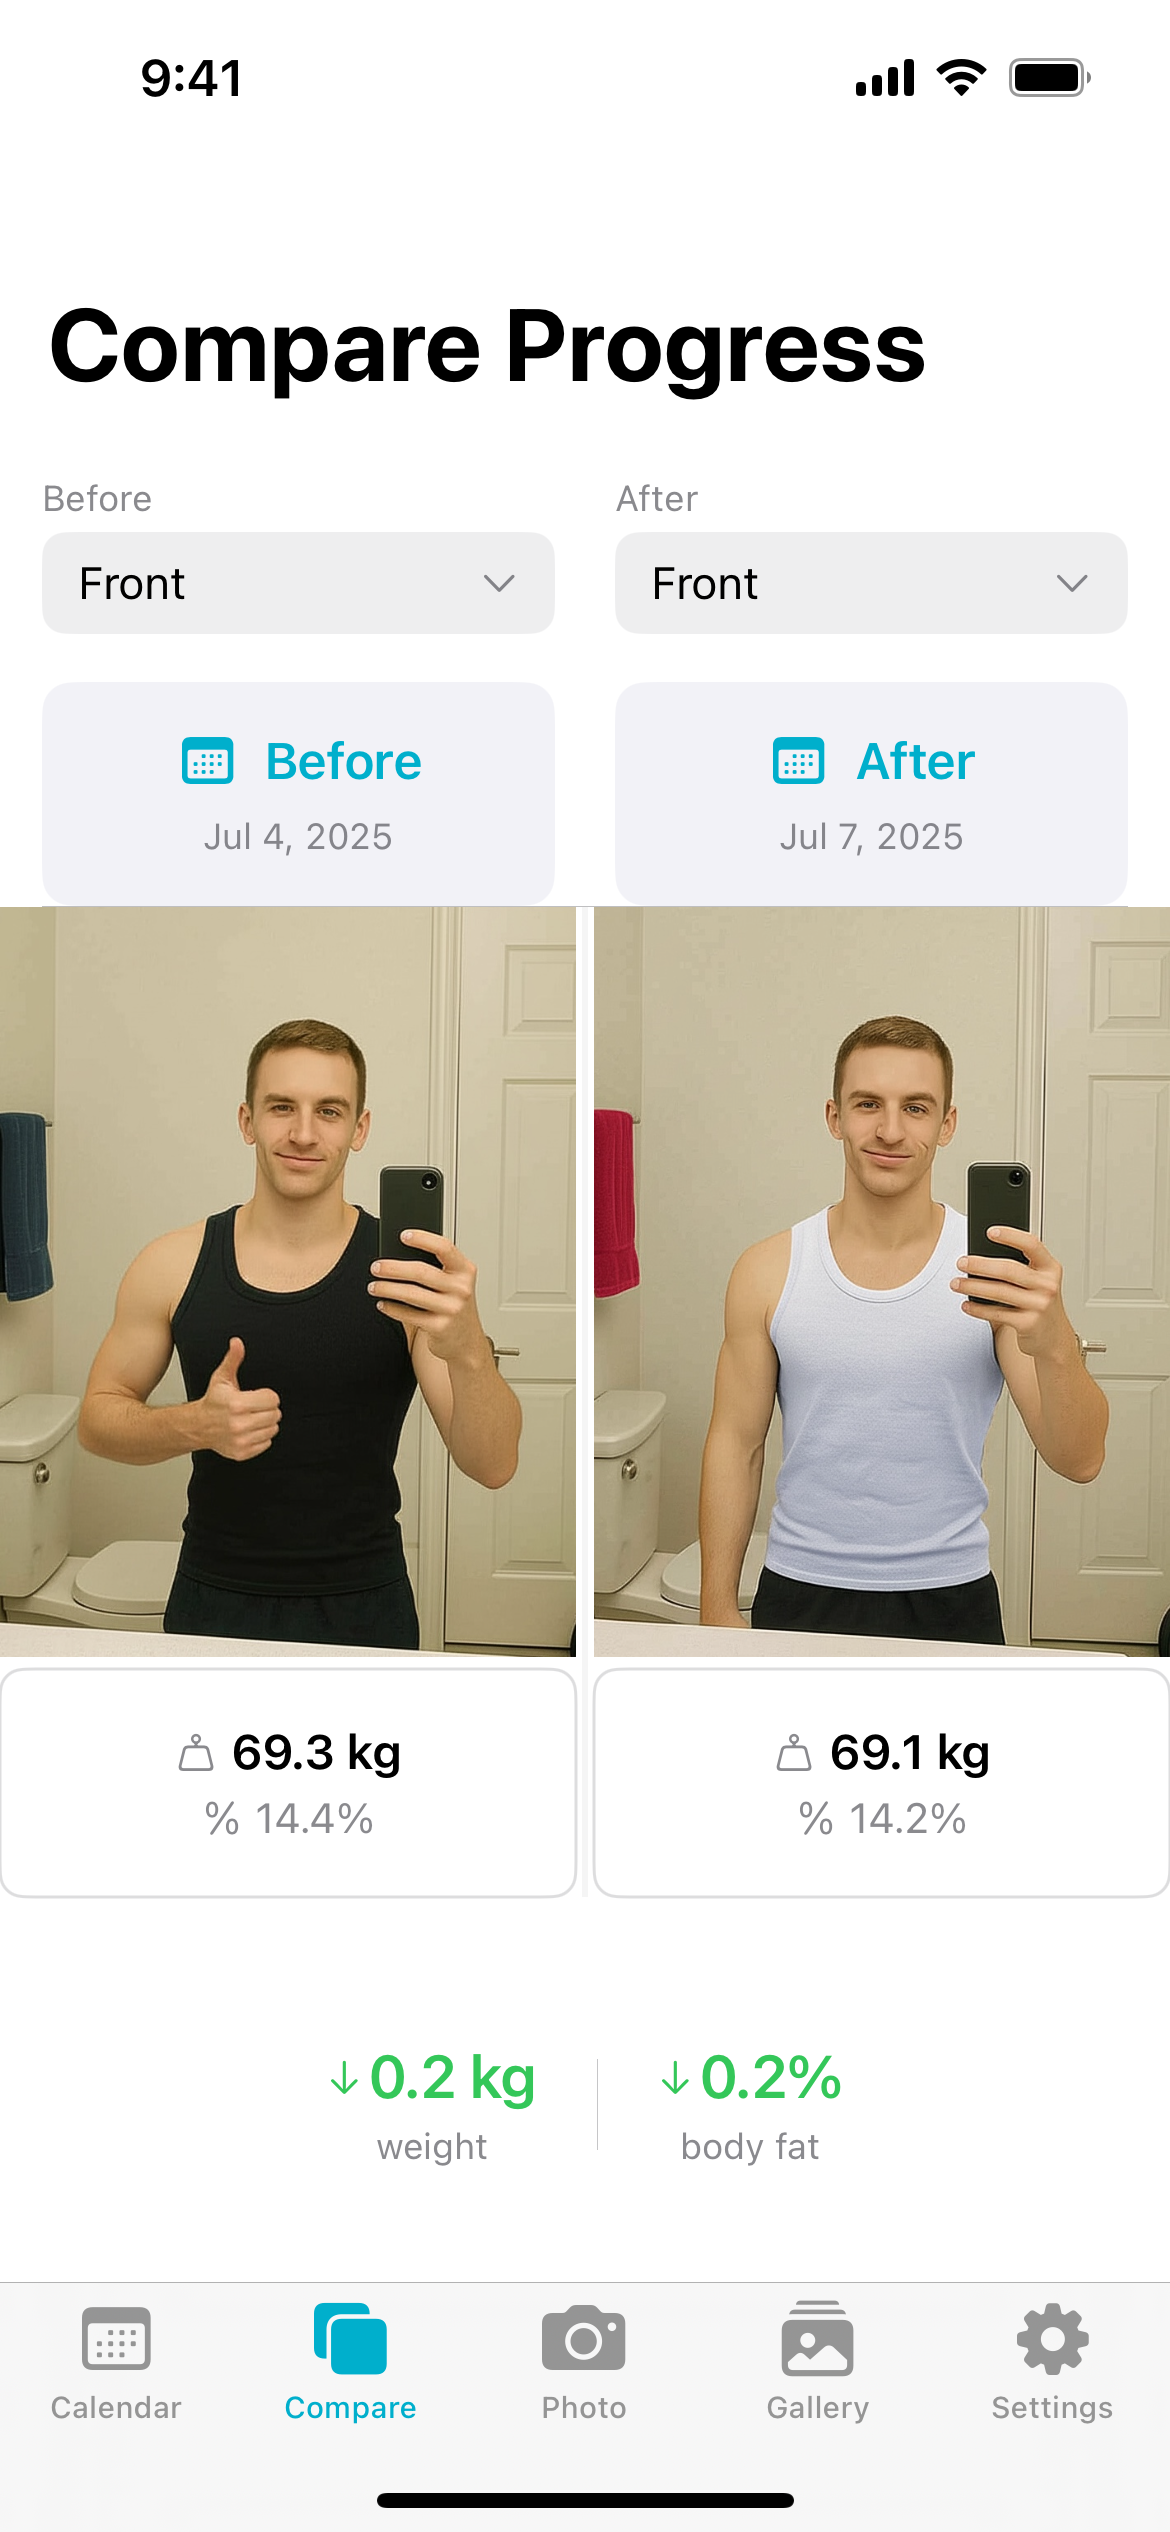 9:41
Compare Progress
Before
After
Front
Front
Before
After
Jul 4, 2025
Jul 7, 2025
69.3 kg
69.1 kg
% 14.4%
% 14.2%
↓ 0.2 kg
↓ 0.2%
weight
body fat
Calendar
Compare
Photo
Gallery
Settings